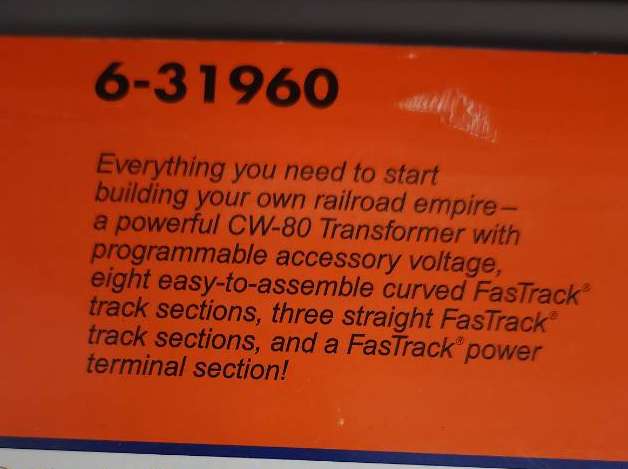 6-31960
Everything you need to start
building your own railroad empire—
a powerful CW-80 Transformer with
programmable accessory voltage,
eight easy-to-assemble curved FasTrack®
track sections, three straight FasTrack®
track sections, and a FasTrack® power
terminal section!